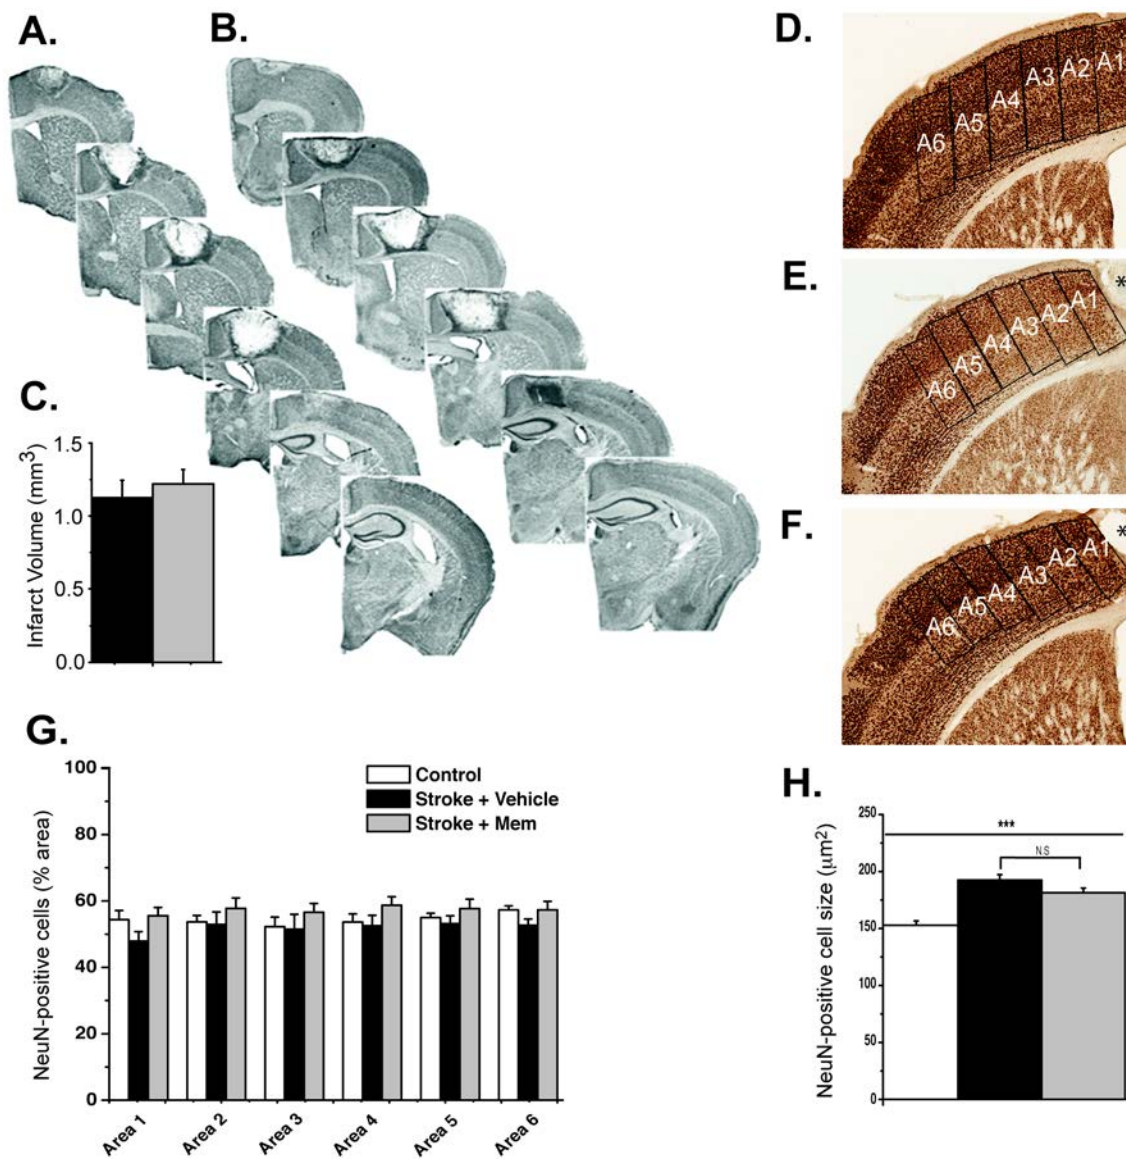 A.
B.
C.
Infarct Volume (mm³)
1.5
1.0
0.5
0.0
D.
A6
A5
A4
A3
A2
A1
E.
A6
A5
A4
A3
A2
A1
*
F.
A6
A5
A4
A3
A2
A1
*
G.
NeuN-positive cells (% area)
100
80
60
40
20
0
Control
Stroke + Vehicle
Stroke + Mem
Area 1
Area 2
Area 3
Area 4
Area 5
Area 6
H.
NeuN-positive cell size (μm²)
250
200
150
100
50
0
***
N.S